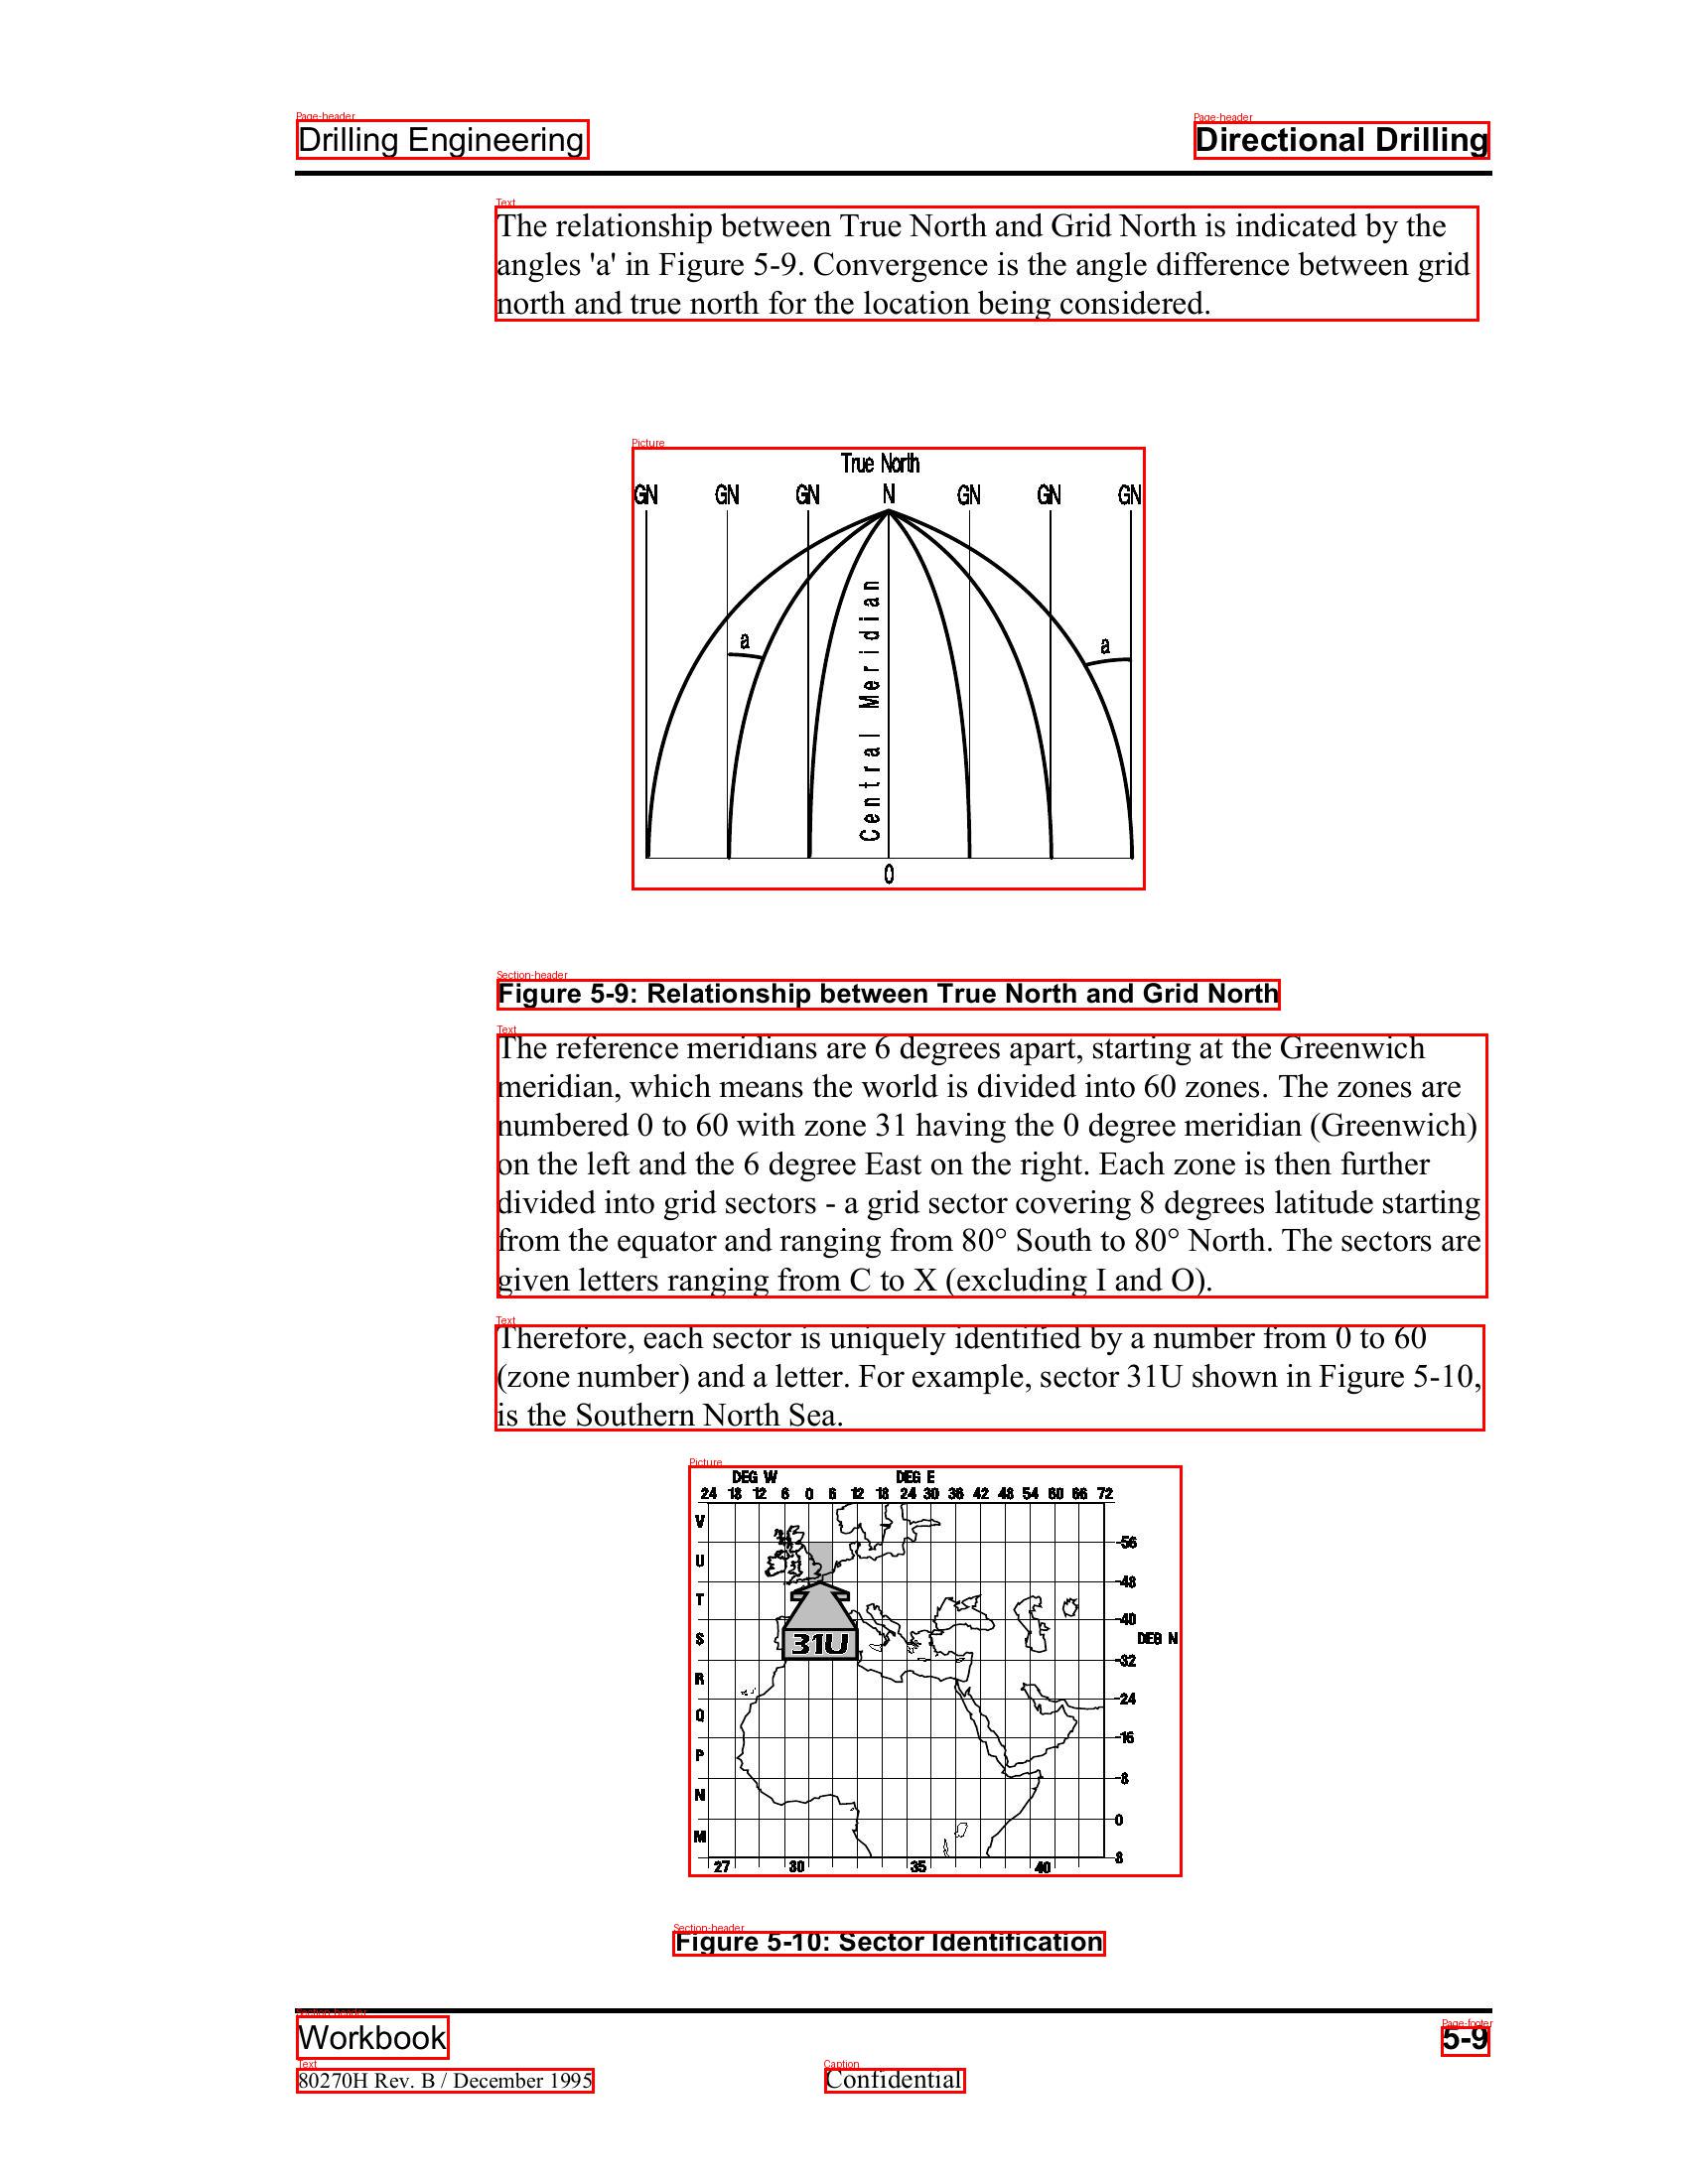 Page-header
Drilling Engineering
Page-header
Directional Drilling
Text
The relationship between True North and Grid North is indicated by the
angles 'a' in Figure 5-9. Convergence is the angle difference between grid
north and true north for the location being considered.
Picture
True North
GN GN GN N GN GN GN
a
a
Central Meridian
0
Section-header
Figure 5-9: Relationship between True North and Grid North
Text
The reference meridians are 6 degrees apart, starting at the Greenwich
meridian, which means the world is divided into 60 zones. The zones are
numbered 0 to 60 with zone 31 having the 0 degree meridian (Greenwich)
on the left and the 6 degree East on the right. Each zone is then further
divided into grid sectors - a grid sector covering 8 degrees latitude starting
from the equator and ranging from 80° South to 80° North. The sectors are
given letters ranging from C to X (excluding I and O).
Text
Therefore, each sector is uniquely identified by a number from 0 to 60
(zone number) and a letter. For example, sector 31U shown in Figure 5-10,
is the Southern North Sea.
Picture
DEG W DEG E
24 18 12 6 0 6 12 18 24 30 36 42 48 54 60 66 72
V
-56
U
-48
T
-40
S
31U
DEG N
-32
R
-24
Q
-16
P
-8
N
0
M
8
27 30 35 40
Section-header
Figure 5-10: Sector Identification
Section-header
Workbook
Page-footer
5-9
Text
80270H Rev. B / December 1995
Caption
Confidential